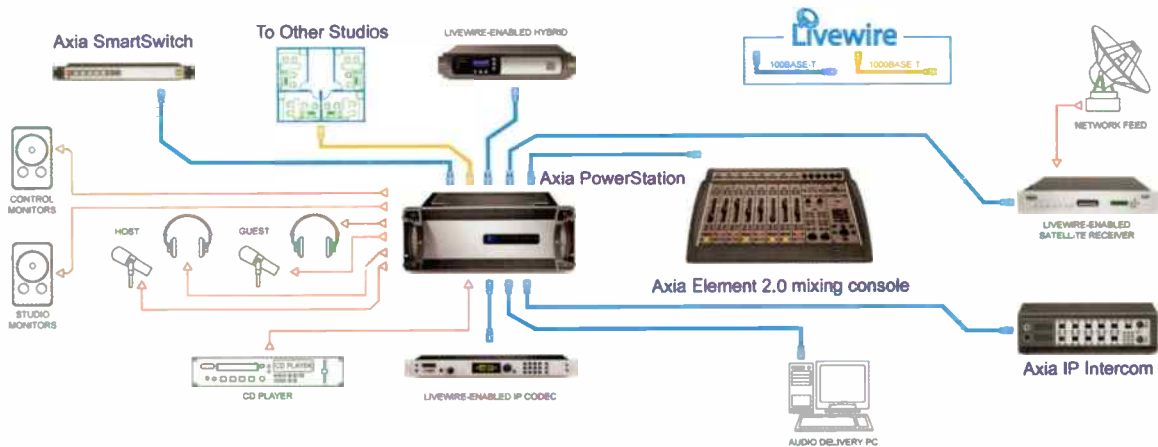 Axia SmartSwitch
To Other Studios
LIVEWIRE-ENABLED HYBRID
Livewire
100BASE-T
1000BASE T
NETWORK FEED
CONTROL
MONITORS
HOST
GUEST
Axia PowerStation
LIVEWIRE-ENABLED
SATELL-TE RECEIVER
STUDIO
MONITORS
Axia Element 2.0 mixing console
CD PLAYER
CD PLAYER
LIVEWIRE-ENABLED IP CODEC
Axia IP Intercom
AUDIO DELIVERY PC